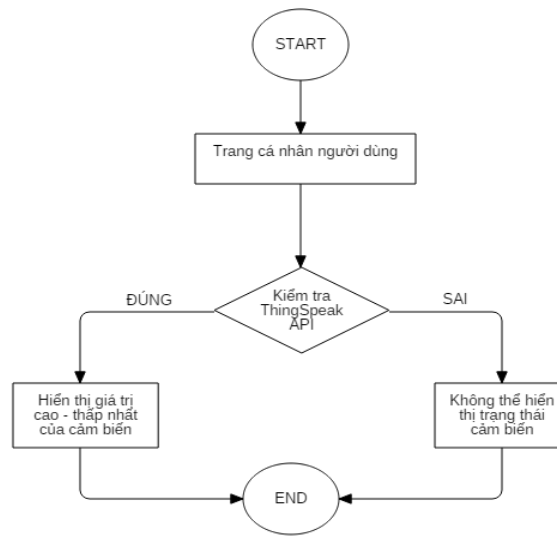 START
Trang cá nhân người dùng
Kiểm tra
ThingSpeak
API
ĐÚNG
SAI
Hiển thị giá trị
cao - thấp nhất
của cảm biến
Không thể hiển
thị trạng thái
cảm biến
END